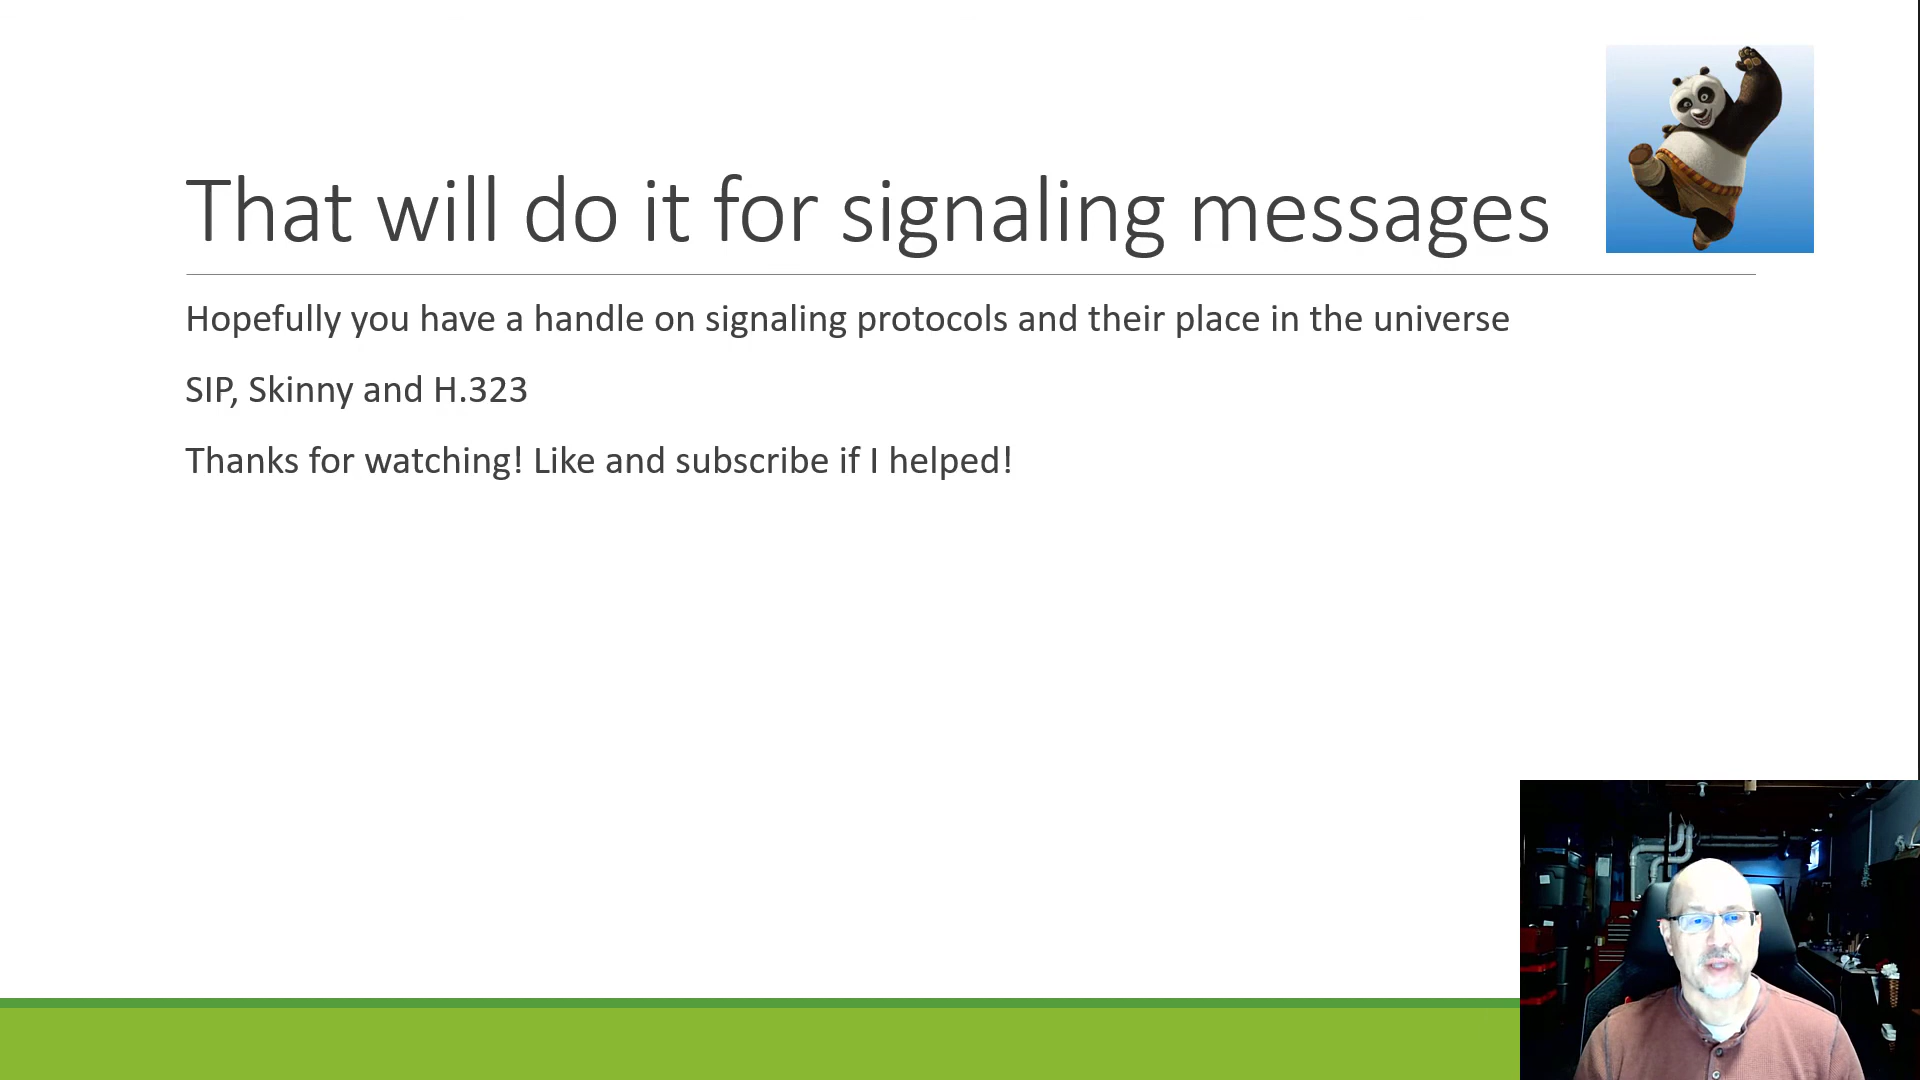 That will do it for signaling messages
Hopefully you have a handle on signaling protocols and their place in the universe
SIP, Skinny and H.323
Thanks for watching! Like and subscribe if I helped!